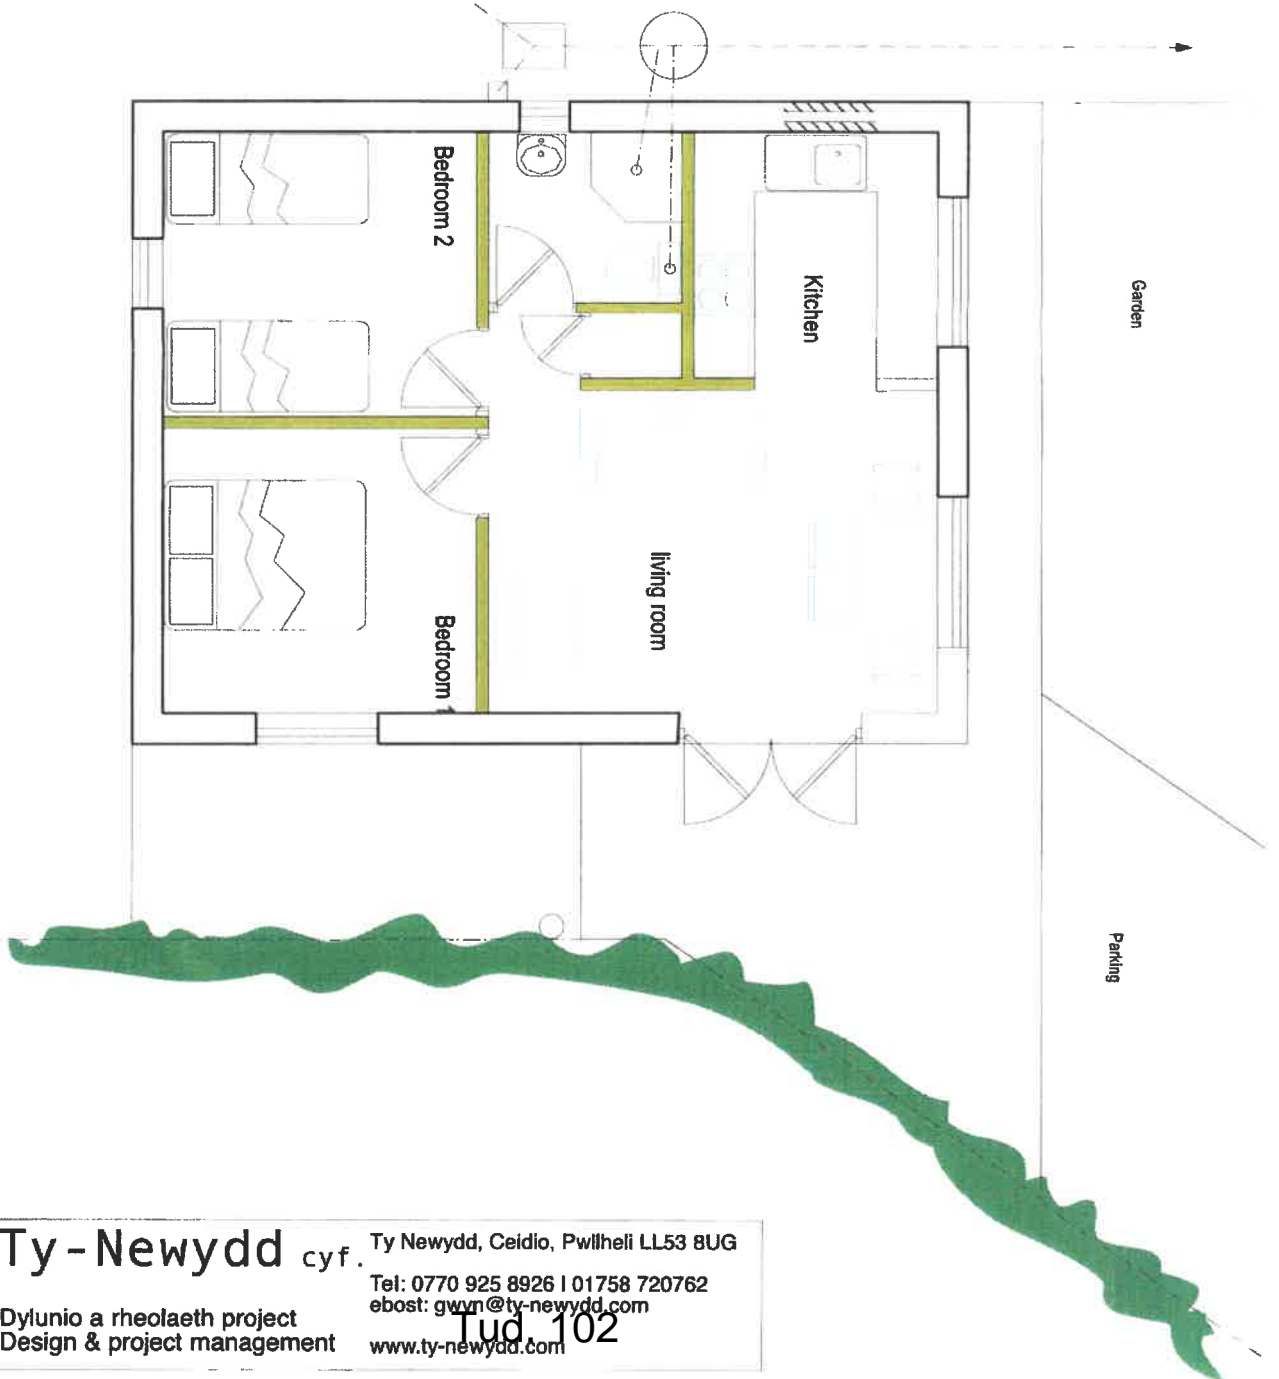 Bedroom 2
Kitchen
Garden
living room
Bedroom 1
Parking
Ty-Newydd cyf.
Dylunio a rheolaeth project
Design & project management
Ty Newydd, Ceidio, Pwllheli LL53 8UG
Tel: 0770 925 8926 | 01758 720762
ebost: gwyn@ty-newydd.com
www.ty-newydd.com
Tud. 102